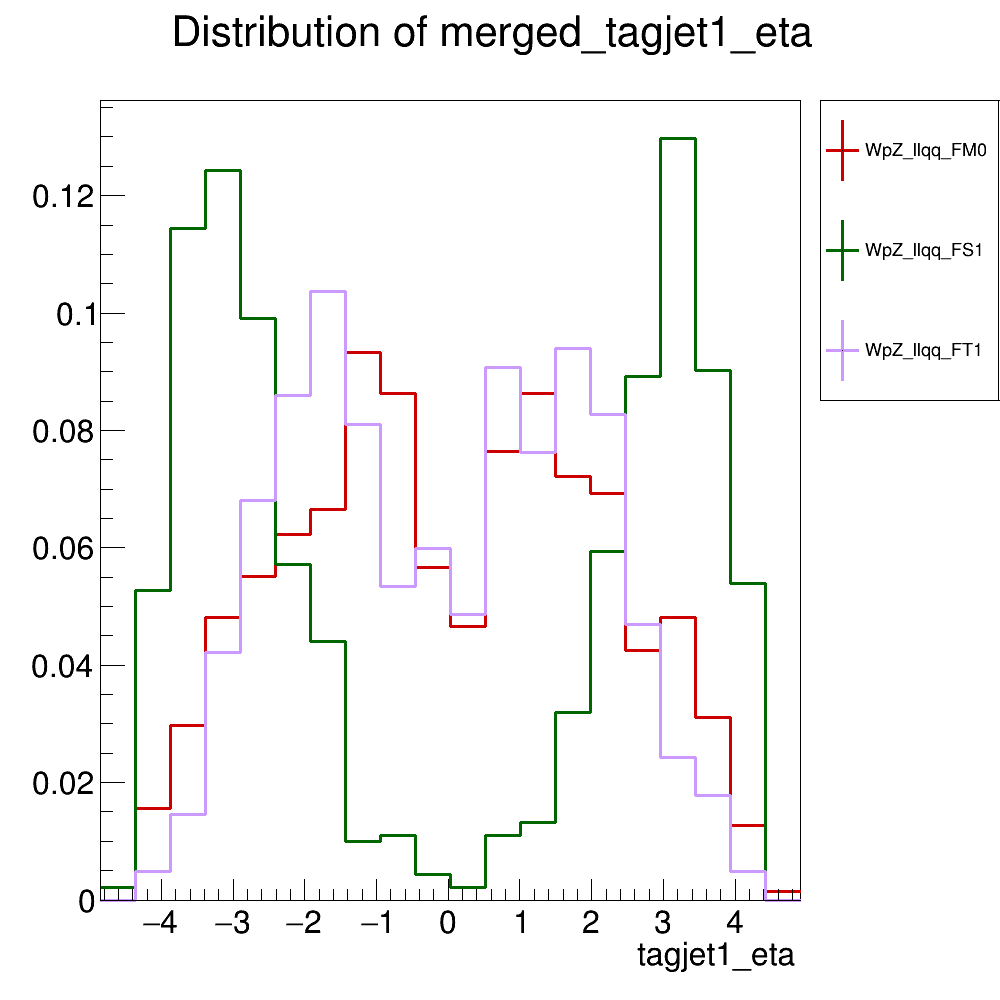 Distribution of merged_tagjet1_eta
WpZ_llqq_FM0
WpZ_llqq_FS1
WpZ_llqq_FT1
0.12
0.1
0.08
0.06
0.04
0.02
0
−4 −3 −2 −1 0 1 2 3 4
tagjet1_eta